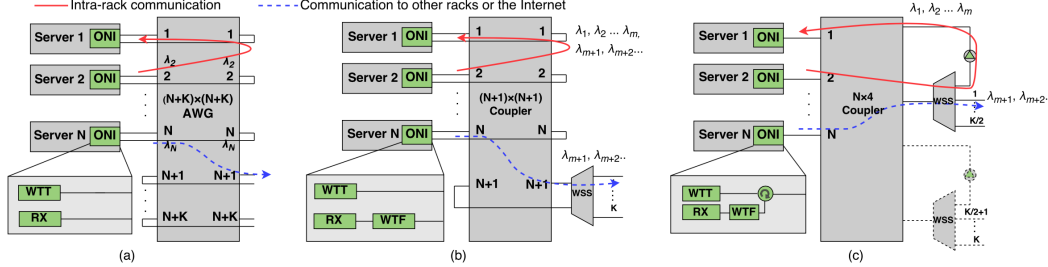 Intra-rack communication
Communication to other racks or the Internet
Server 1 ONI
1 1
λ2 λ2
Server 2 ONI
2 2
(N+K)×(N+K)
AWG
Server N ONI
N N
λN
N+1 N+1
WTT
RX
N+K N+K
(a)
Server 1 ONI
1 1
λ1, λ2 ... λm,
λm+1, λm+2...
Server 2 ONI
2 2
(N+1)×(N+1)
Coupler
Server N ONI
N N
λm+1, λm+2..
N+1 N+1
WSS
K
WTT
RX WTF
(b)
λ1, λ2 ... λm
Server 1 ONI
1
Server 2 ONI
2
N×4
Coupler
WSS
1
λm+1, λm+2..
K/2
Server N ONI
N
WTT
RX WTF
WSS
K/2+1
K
(c)